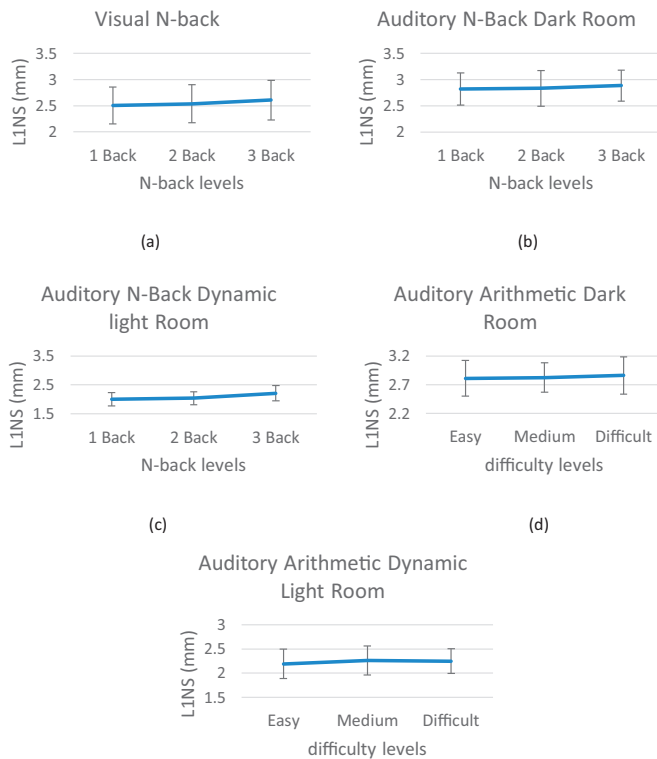 Visual N-back
3.5
3
2.5
2
L1NS (mm)
1 Back 2 Back 3 Back
N-back levels
(a)
Auditory N-Back Dark Room
3.5
3
2.5
2
L1NS (mm)
1 Back 2 Back 3 Back
N-back levels
(b)
Auditory N-Back Dynamic
light Room
3.5
2.5
1.5
L1NS (mm)
1 Back 2 Back 3 Back
N-back levels
(c)
Auditory Arithmetic Dark
Room
3.2
2.7
2.2
L1NS (mm)
Easy Medium Difficult
difficulty levels
(d)
Auditory Arithmetic Dynamic
Light Room
3
2.5
2
1.5
L1NS (mm)
Easy Medium Difficult
difficulty levels